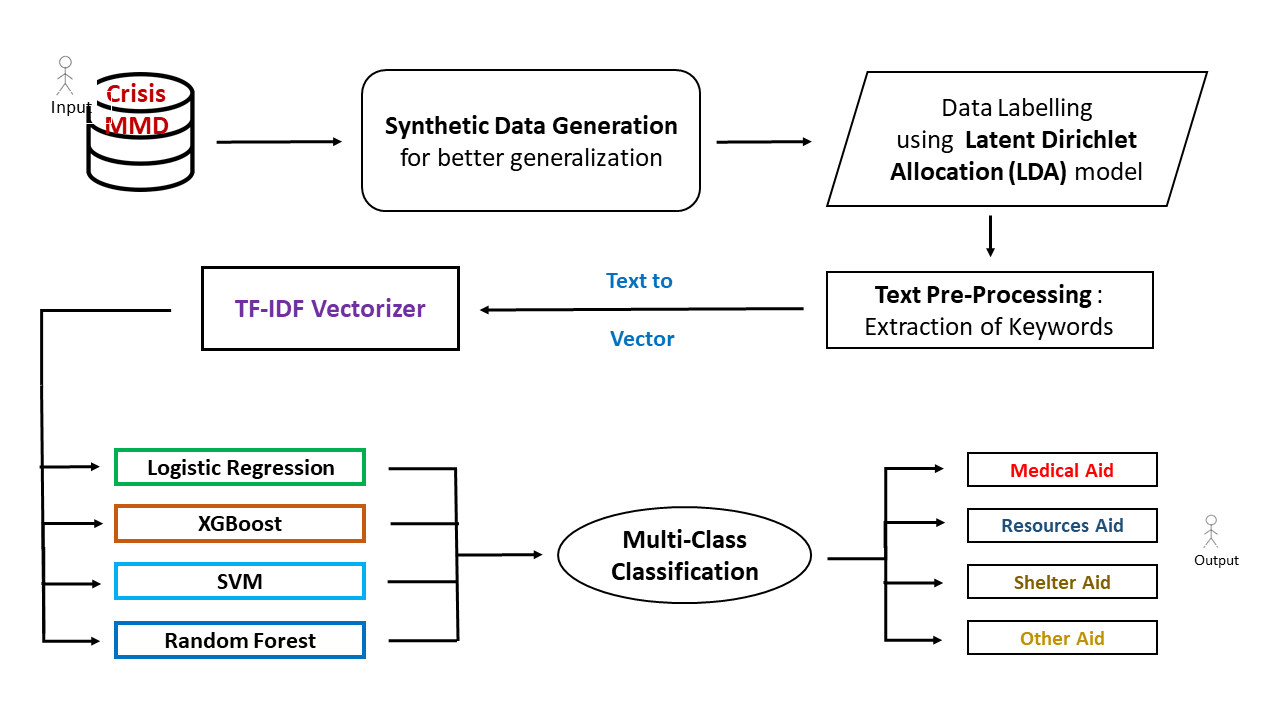 Input
Crisis
MMD
Synthetic Data Generation
for better generalization
Data Labelling
using Latent Dirichlet
Allocation (LDA) model
Text Pre-Processing :
Extraction of Keywords
Text to
Vector
TF-IDF Vectorizer
Logistic Regression
XGBoost
SVM
Random Forest
Multi-Class
Classification
Medical Aid
Resources Aid
Shelter Aid
Other Aid
Output